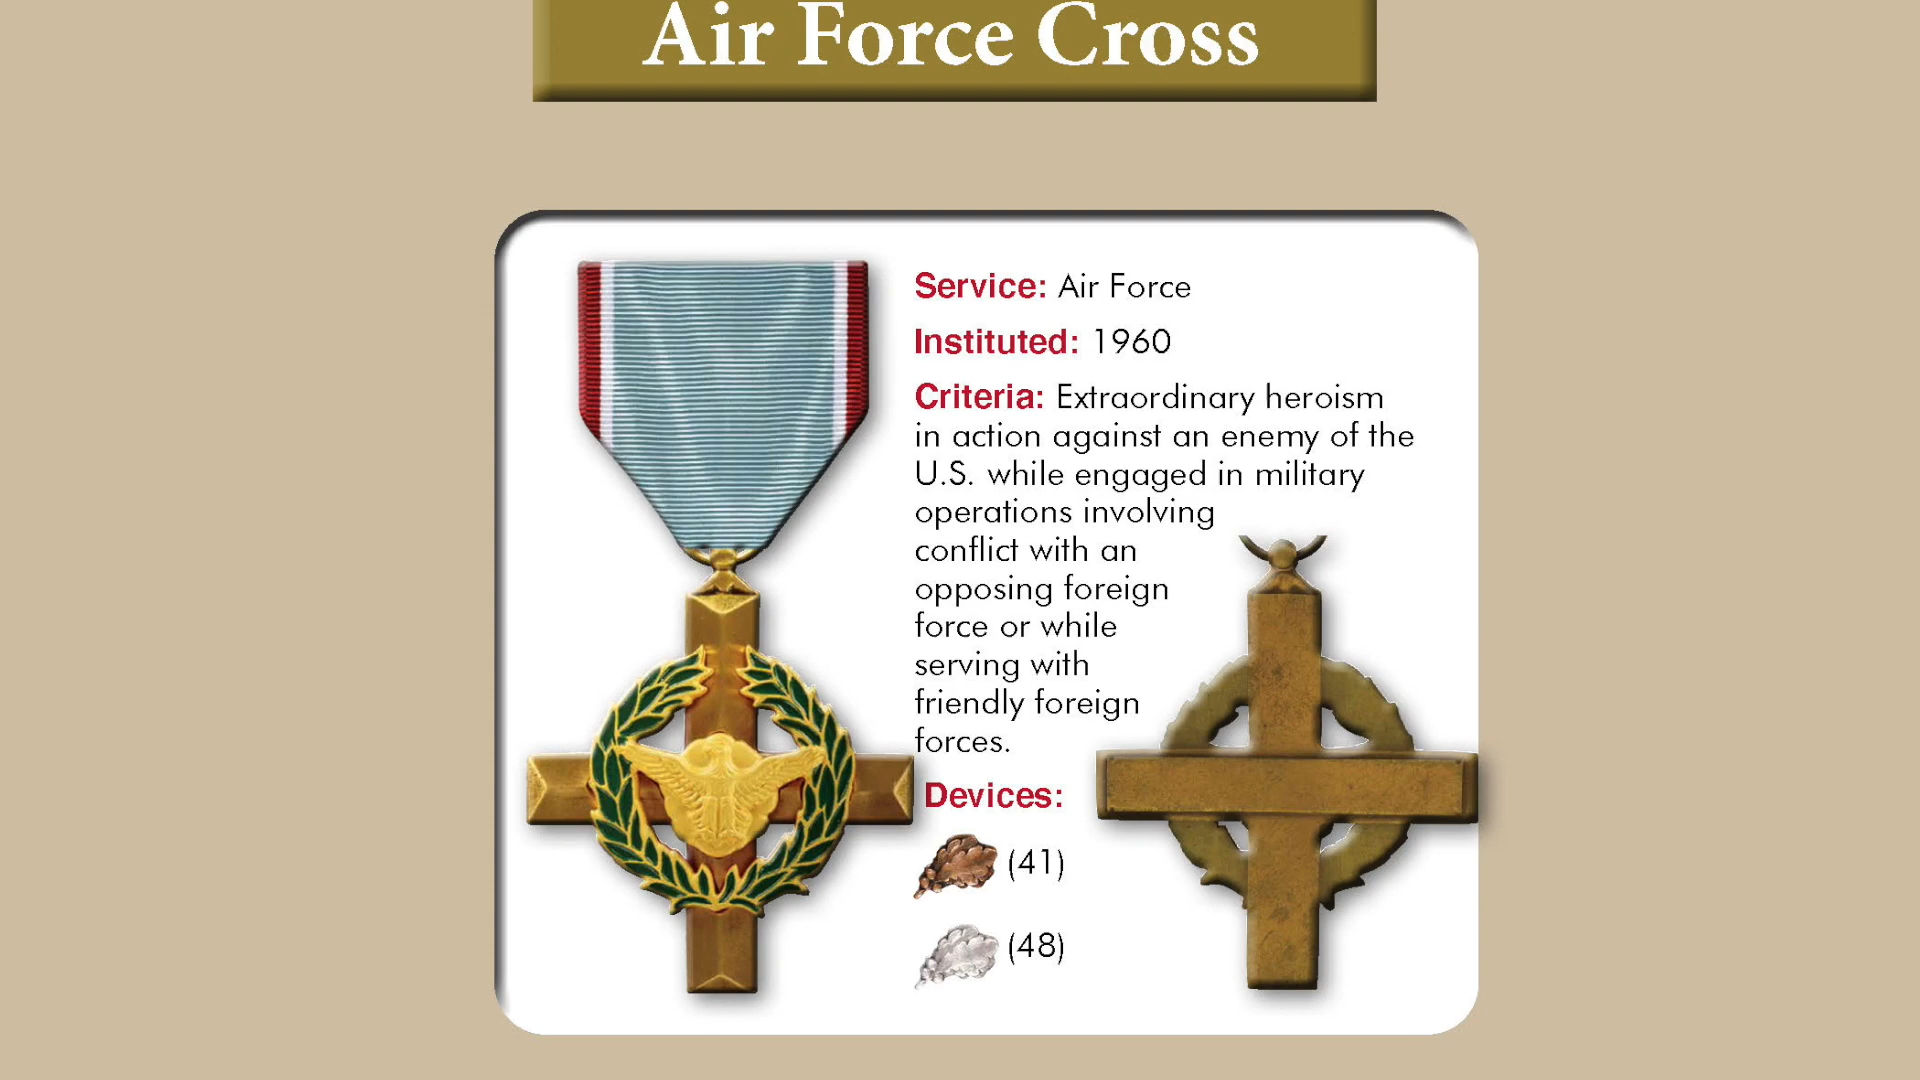 Air Force Cross
Service: Air Force
Instituted: 1960
Criteria: Extraordinary heroism
in action against an enemy of the
U.S. while engaged in military
operations involving
conflict with an
opposing foreign
force or while
serving with
friendly foreign
forces.
Devices:
(41)
(48)